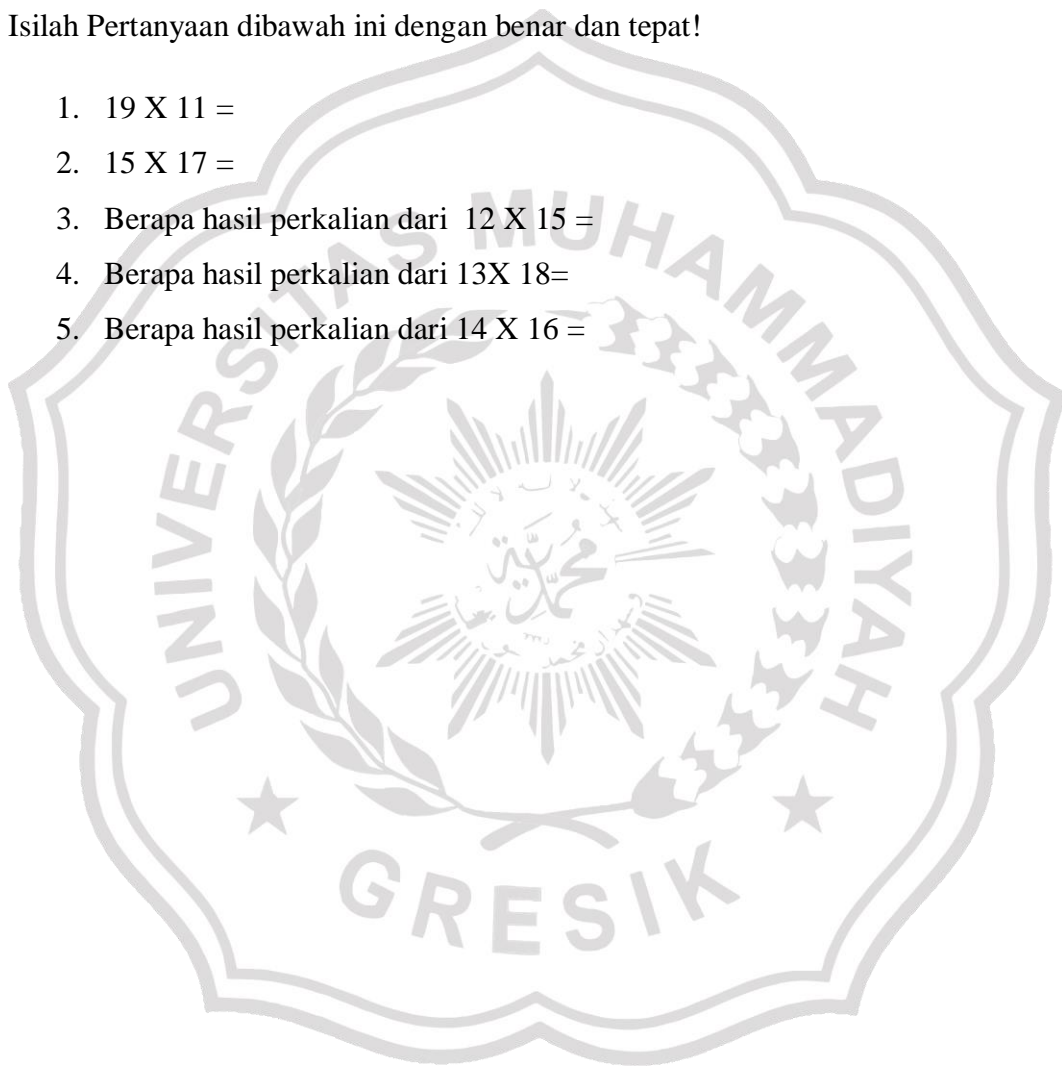 Isilah Pertanyaan dibawah ini dengan benar dan tepat!
1. 19 X 11 =
2. 15 X 17 =
3. Berapa hasil perkalian dari  12 X 15 =
4. Berapa hasil perkalian dari 13X 18=
5. Berapa hasil perkalian dari 14 X 16 =
UNIVERSITAS MUHAMMADIYAH
GRESIK